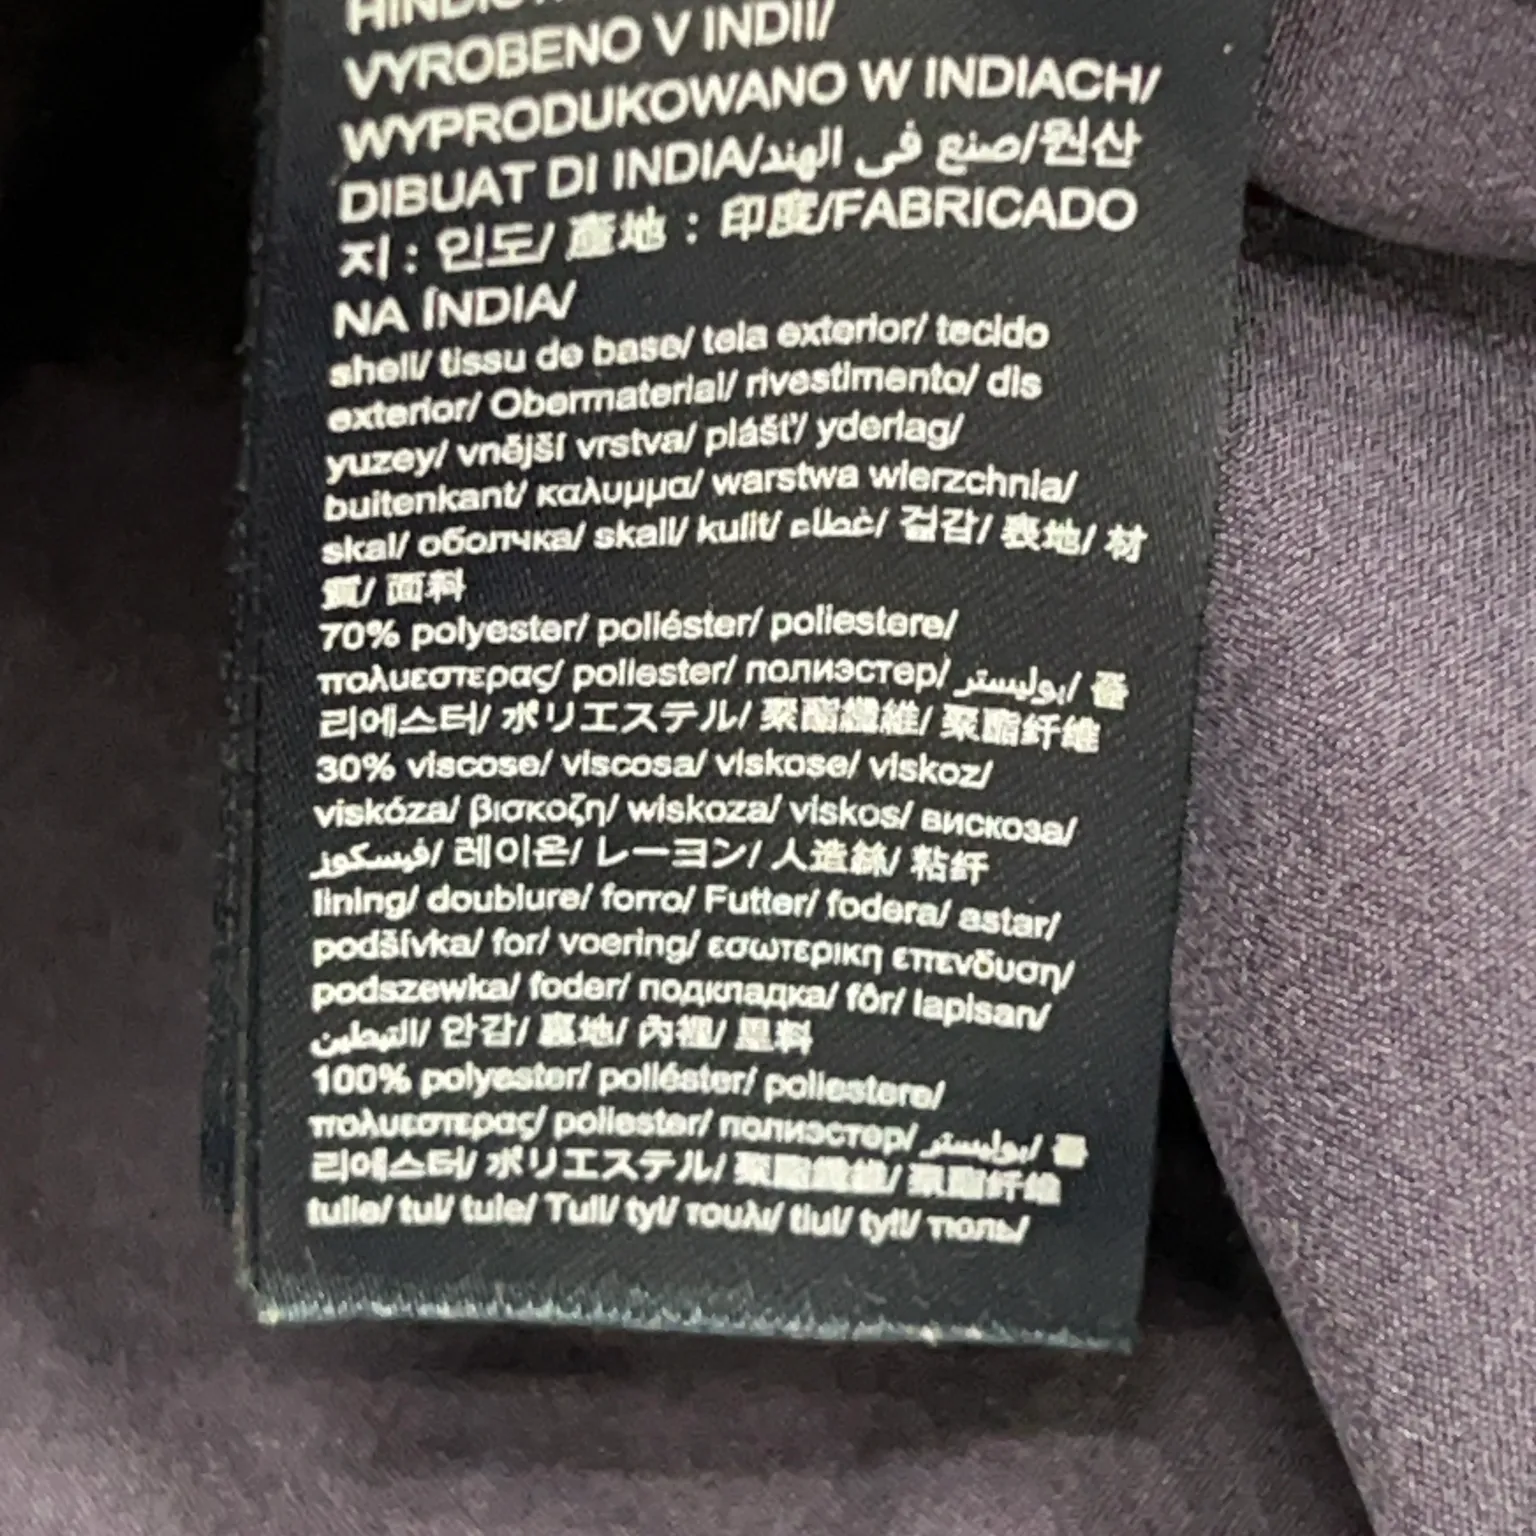 VYROBENO V INDII/
WYPRODUKOWANO W INDIACH/
DIBUAT DI INDIA/صنع في الهند/원산
지 : 인도/ 產地 : 印度/FABRICADO
NA ÍNDIA/
shell/ tissu de base/ tela exterior/ tecido
exterior/ Obermaterial/ rivestimento/ dis
yuzey/ vnější vrstva/ plášť/ yderlag/
buitenkant/ καλυμμα/ warstwa wierzchnia/
skal/ оболчка/ skall/ kulit/ غطاء/ 겉감/ 表地/ 材
質/ 面料
70% polyester/ poliéster/ poliestere/
πολυεστερας/ poliester/ полиэстер/ بوليستر/ 폴
리에스터/ ポリエステル/ 聚酯纖維/ 聚酯纤维
30% viscose/ viscosa/ viskose/ viskoz/
viskóza/ βισκοζη/ wiskoza/ viskos/ вискоза/
فيسكوز/ 레이온/ レーヨン/ 人造絲/ 粘纤
lining/ doublure/ forro/ Futter/ fodera/ astar/
podšívka/ for/ voering/ εσωτερικη επενδυση/
podszewka/ foder/ подкладка/ fôr/ lapisan/
التبطين/ 안감/ 裏地/ 內裡/ 里料
100% polyester/ poliéster/ poliestere/
πολυεστερας/ poliester/ полиэстер/ بوليستر/ 폴
리에스터/ ポリエステル/ 聚酯纖維/ 聚酯纤维
tulle/ tul/ tule/ Tull/ tyl/ τουλι/ tiul/ tyll/ тюль/